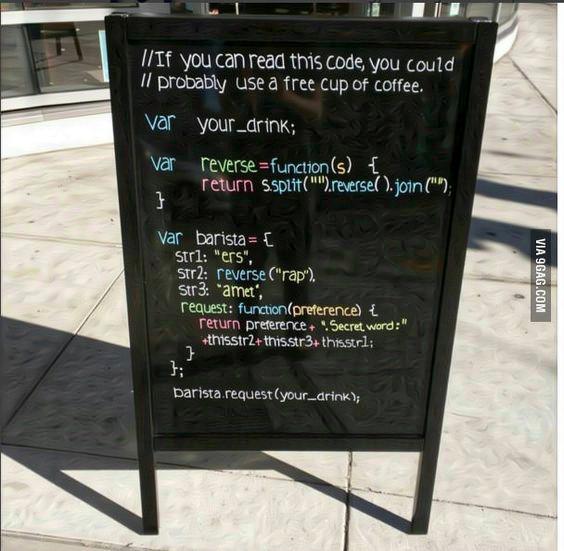 //If you can read this code, you could
// probably use a free cup of coffee.
var your_drink;
var reverse=function(s) {
return s.split("").reverse().join("");
}
var barista= {
str1: "ers",
str2: reverse("rap"),
str3: "amet",
request: function(preference) {
return preference+ ".Secret word:"
+this.str2+this.str3+this.str1;
}
};
barista.request(your_drink);
VIA 9GAG.COM